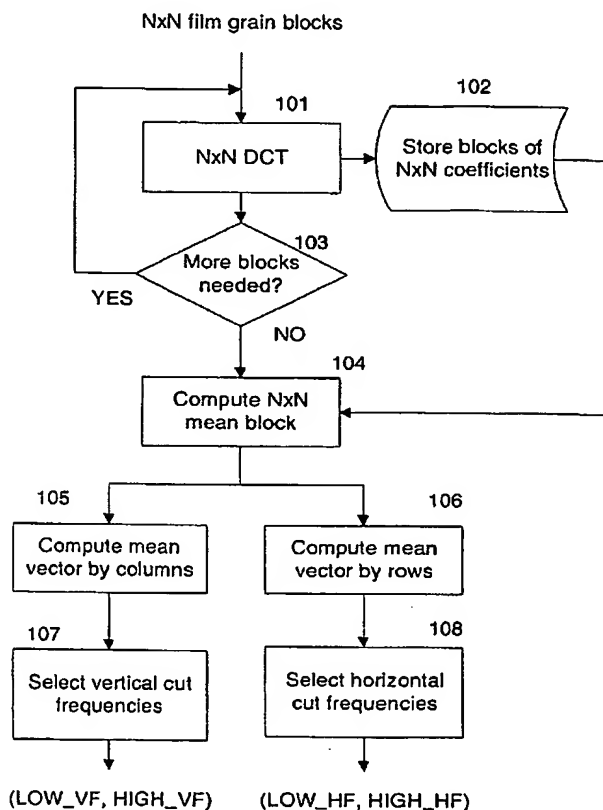 NxN film grain blocks
101
NxN DCT
102
Store blocks of
NxN coefficients
103
More blocks
needed?
YES
NO
104
Compute NxN
mean block
105
Compute mean
vector by columns
106
Compute mean
vector by rows
107
Select vertical cut
frequencies
108
Select horizontal
cut frequencies
(LOW_VF, HIGH_VF)
(LOW_HF, HIGH_HF)